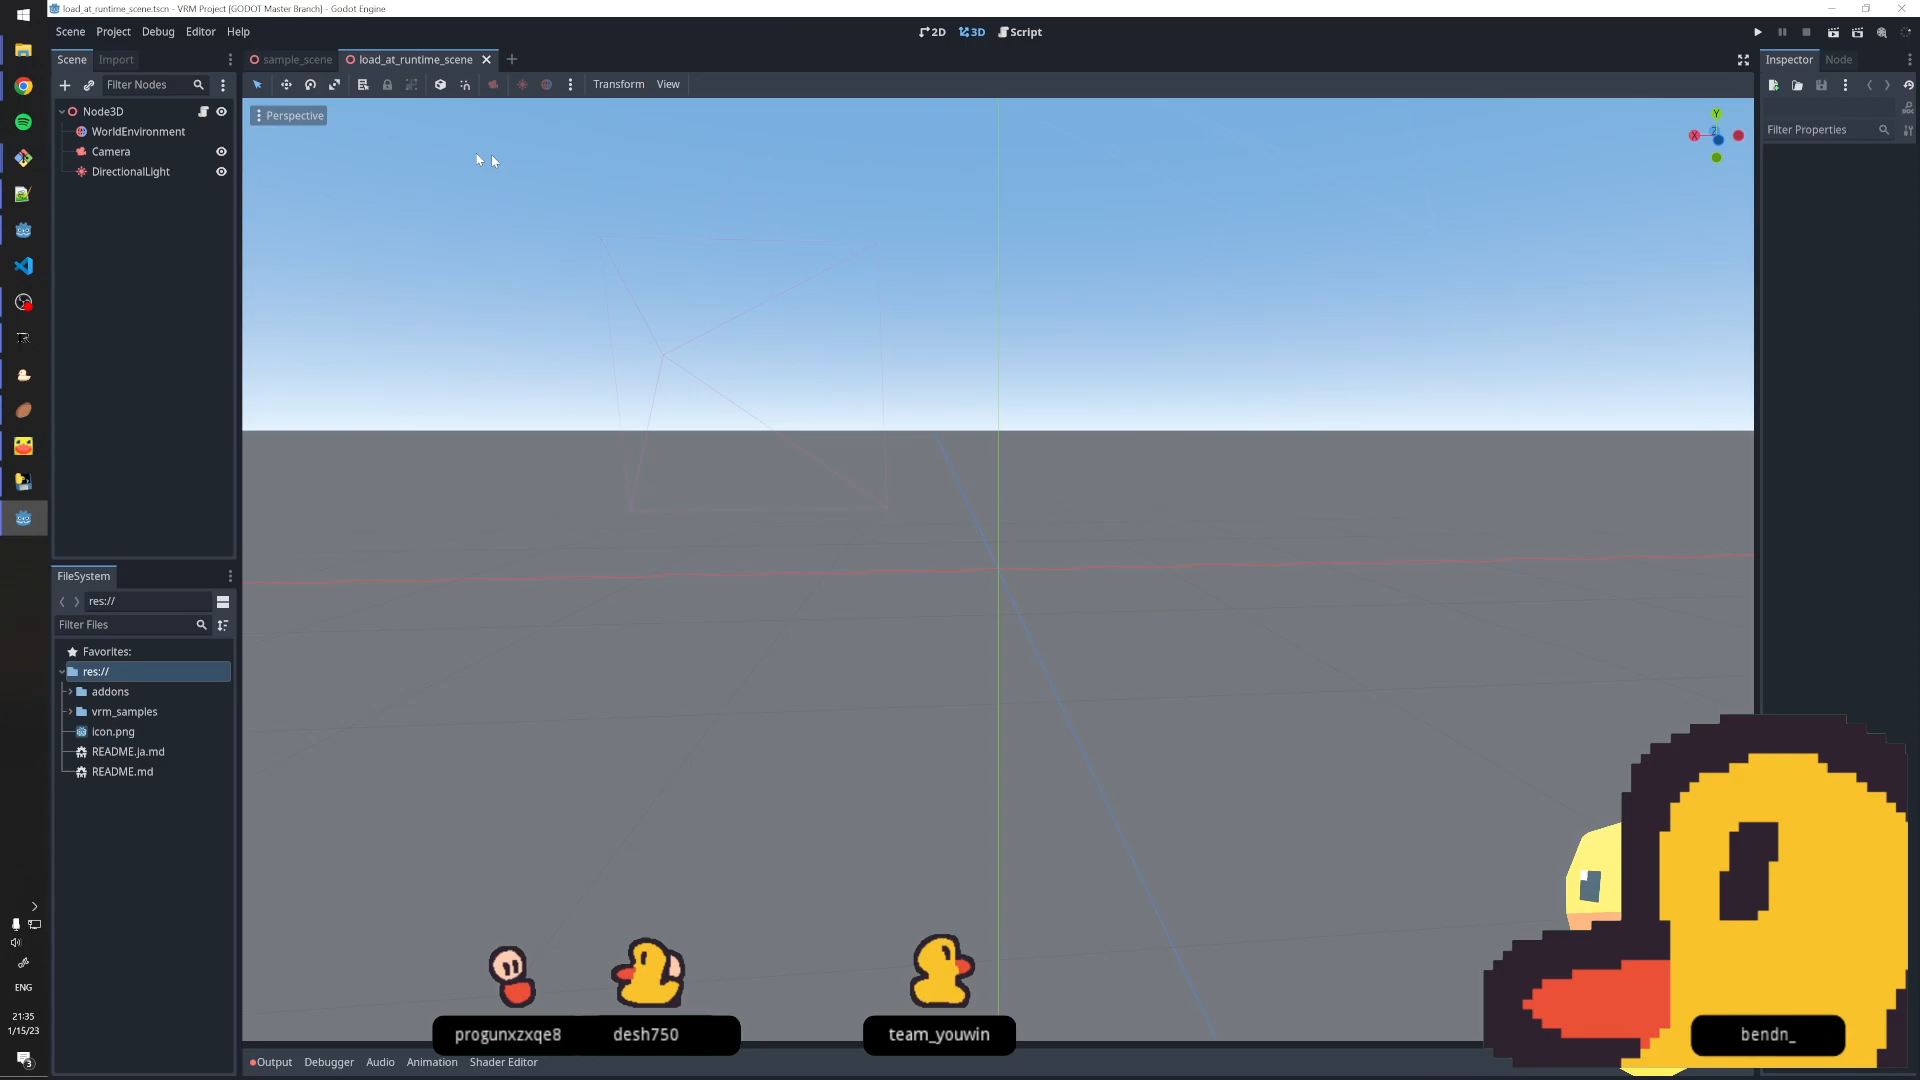 load_at_runtime_scene.tscn - VRM Project [GODOT Master Branch] - Godot Engine
Scene Project Debug Editor Help
2D 3D Script
Scene Import
sample_scene load_at_runtime_scene
Inspector Node
Filter Nodes
Transform View
Node3D
WorldEnvironment
Camera
DirectionalLight
Perspective
Y
X
Z
Filter Properties
FileSystem
res://
Filter Files
Favorites:
res://
addons
vrm_samples
icon.png
README.ja.md
README.md
ENG
21:35
1/15/23
3
progunxzxqe8
desh750
team_youwin
bendn_
Output Debugger Audio Animation Shader Editor